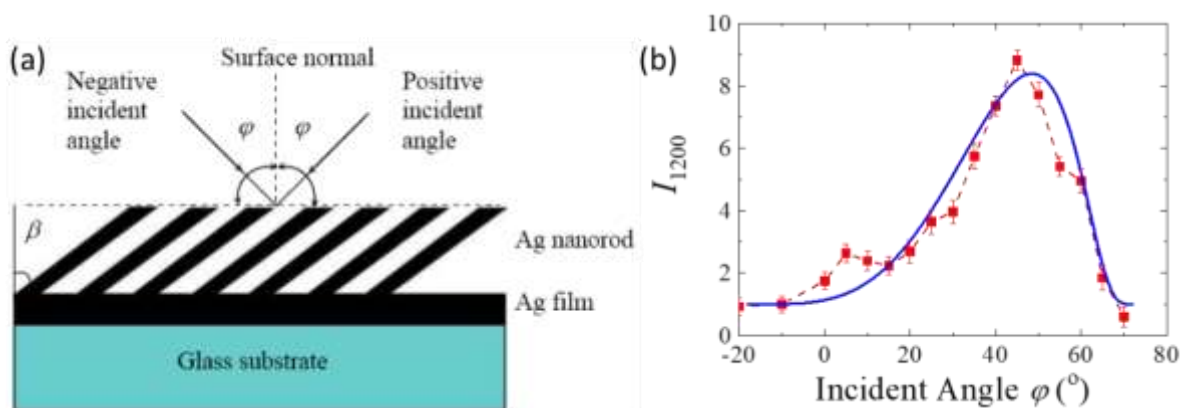 (a)
Surface normal
Negative
incident
angle
Positive
incident
angle
φ
φ
β
Ag nanorod
Ag film
Glass substrate
(b)
10
8
6
4
2
0
I1200
-20
0
20
40
60
80
Incident Angle φ (°)